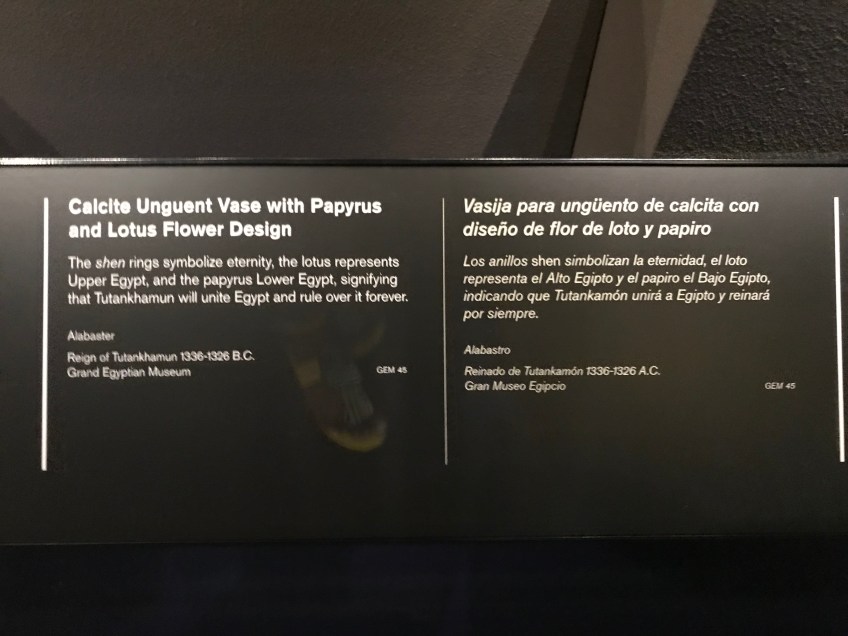 Calcite Unguent Vase with Papyrus
and Lotus Flower Design
The shen rings symbolize eternity, the lotus represents
Upper Egypt, and the papyrus Lower Egypt, signifying
that Tutankhamun will unite Egypt and rule over it forever.
Alabaster
Reign of Tutankhamun 1336-1326 B.C.
Grand Egyptian Museum
GEM 45
Vasija para ungüento de calcita con
diseño de flor de loto y papiro
Los anillos shen simbolizan la eternidad, el loto
representa el Alto Egipto y el papiro el Bajo Egipto,
indicando que Tutankamón unirá a Egipto y reinará
por siempre.
Alabastro
Reinado de Tutankamón 1336-1326 A.C.
Gran Museo Egipcio
GEM 45